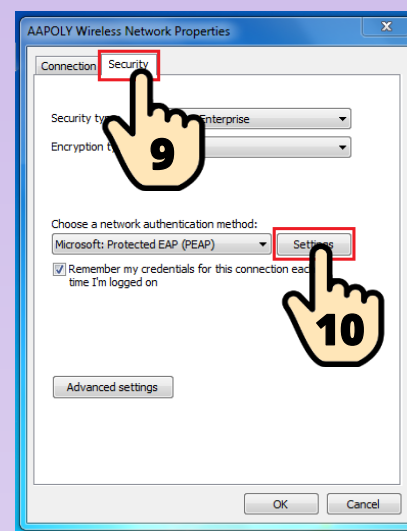 AAPOLY Wireless Network Properties
x
Connection Security
9
Security Enterprise
Encryption
Choose a network authentication method:
Microsoft: Protected EAP (PEAP) Settings
Remember my credentials for this connection each
time I'm logged on
10
Advanced settings
OK Cancel